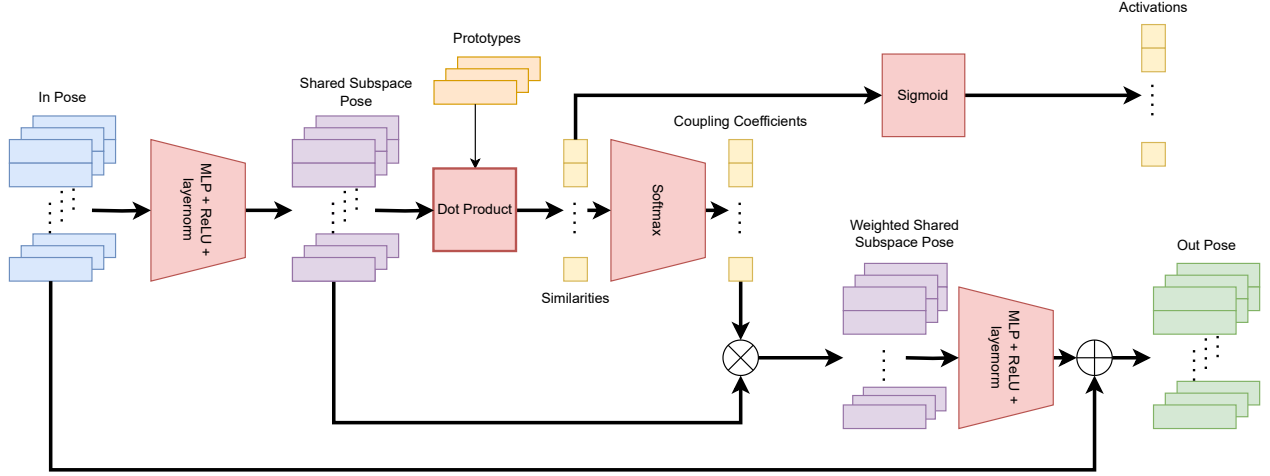 Activations
Prototypes
In Pose
Shared Subspace
Pose
Sigmoid
Coupling Coefficients
MLP + ReLU +
layernorm
Dot Product
Softmax
Similarities
Weighted Shared
Subspace Pose
Out Pose
MLP + ReLU +
layernorm